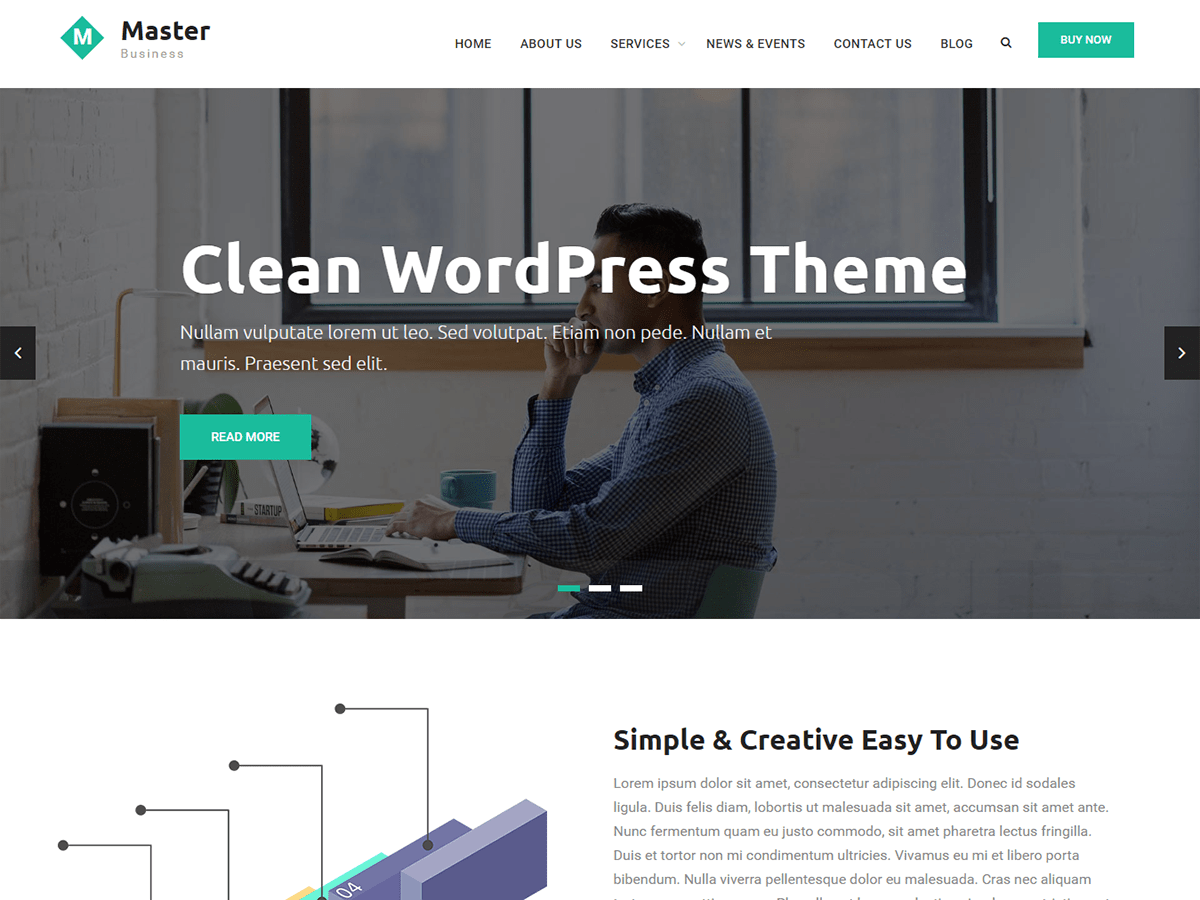 M
Master
Business
HOME
ABOUT US
SERVICES
NEWS & EVENTS
CONTACT US
BLOG
BUY NOW
Clean WordPress Theme
Nullam vulputate lorem ut leo. Sed volutpat. Etiam non pede. Nullam et
mauris. Praesent sed elit.
READ MORE
STARTUP
Simple & Creative Easy To Use
Lorem ipsum dolor sit amet, consectetur adipiscing elit. Donec id sodales
ligula. Duis felis diam, lobortis ut malesuada sit amet, accumsan sit amet ante.
Nunc fermentum quam eu justo commodo, sit amet pharetra lectus fringilla.
Duis et tortor non mi condimentum ultricies. Vivamus eu mi et libero porta
bibendum. Nulla viverra pellentesque dolor eu malesuada. Cras nec aliquam
04